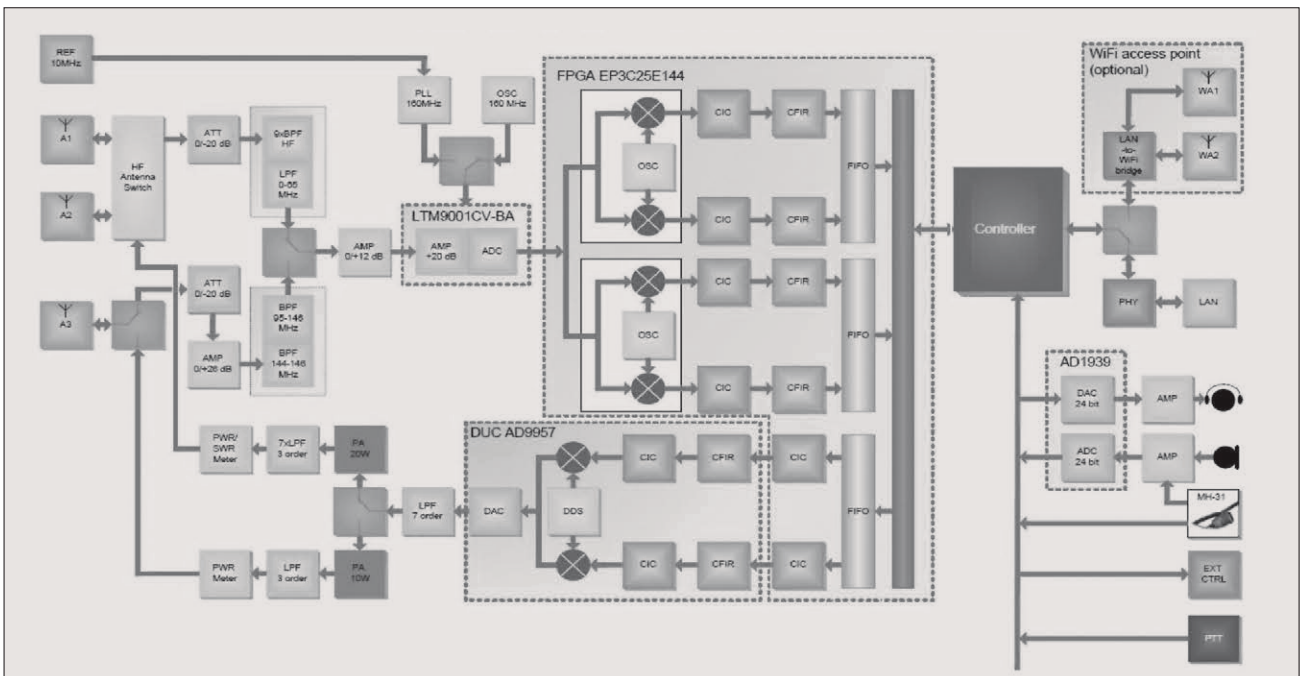 REF
10MHz
A1
A2
A3
HF
Antenna
Switch
ATT
0/-20 dB
9xBPF
HF
LPF
0-65
MHz
PLL
160MHz
OSC
160 MHz
LTM9001CV-BA
AMP
0/+12 dB
AMP
+20 dB
ADC
ATT
0/-20 dB
AMP
0/+26 dB
BPF
95-146
MHz
BPF
144-146
MHz
FPGA EP3C25E144
OSC
CIC
CFIR
CIC
CFIR
FIFO
OSC
CIC
CFIR
CIC
CFIR
FIFO
PWR/
SWR
Meter
7xLPF
3 order
PA
20W
LPF
7 order
PWR
Meter
LPF
3 order
PA
10W
DUC AD9957
DAC
DDS
CIC
CFIR
CIC
CIC
CFIR
CIC
FIFO
Controller
WiFi access point
(optional)
WA1
LAN
-to-
WiFi
bridge
WA2
PHY
LAN
AD1939
DAC
24 bit
AMP
ADC
24 bit
AMP
MH-31
EXT
CTRL
PTT